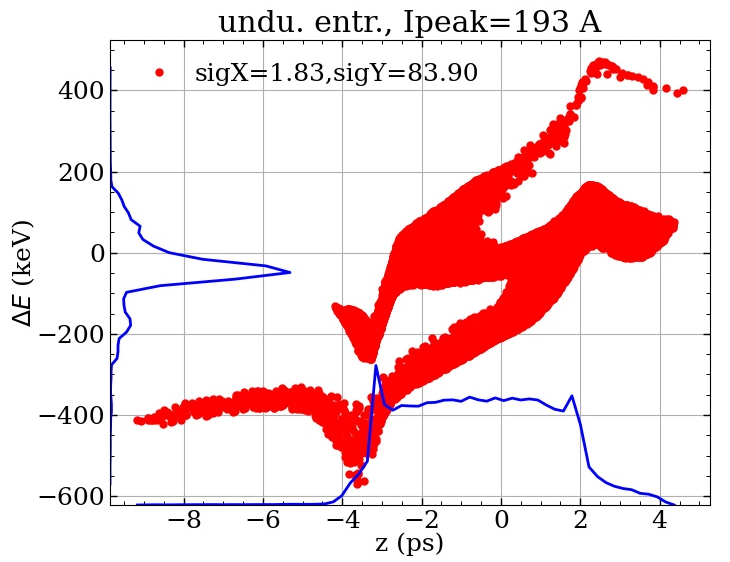 undu. entr., Ipeak=193 A
sigX=1.83,sigY=83.90
400
200
0
−200
−400
−600
ΔE (keV)
−8 −6 −4 −2 0 2 4
z (ps)